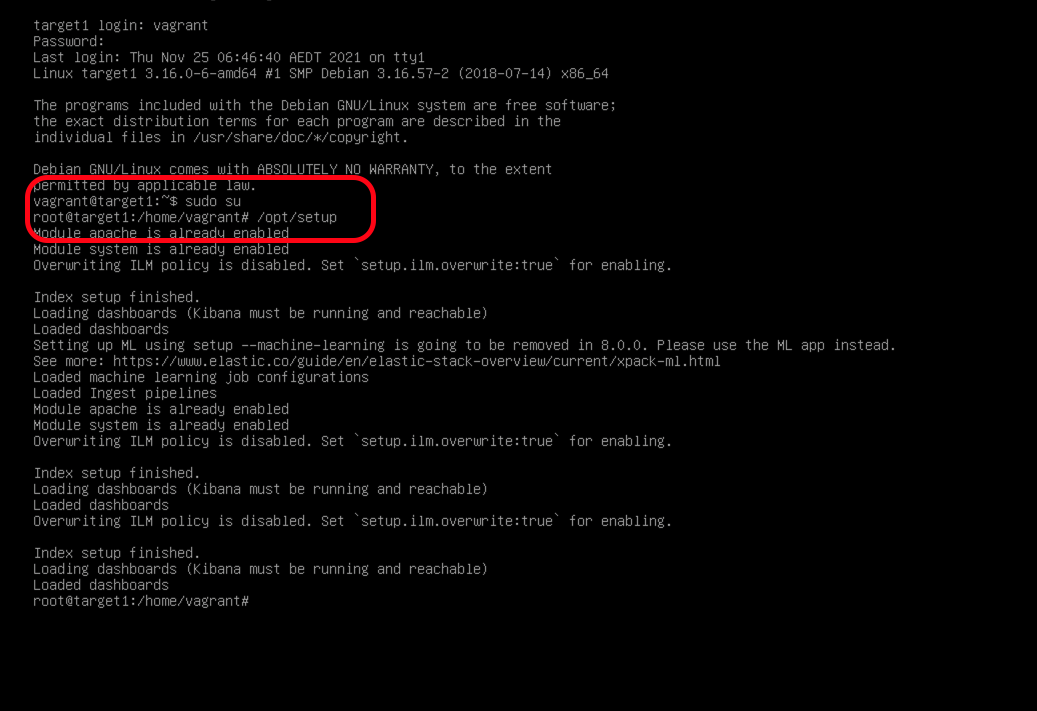 target1 login: vagrant
Password:
Last login: Thu Nov 25 06:46:40 AEDT 2021 on tty1
Linux target1 3.16.0-6-amd64 #1 SMP Debian 3.16.57-2 (2018-07-14) x86_64
The programs included with the Debian GNU/Linux system are free software;
the exact distribution terms for each program are described in the
individual files in /usr/share/doc/*/copyright.
Debian GNU/Linux comes with ABSOLUTELY NO WARRANTY, to the extent
permitted by applicable law.
vagrant@target1:~$ sudo su
root@target1:/home/vagrant# /opt/setup
Module apache is already enabled
Module system is already enabled
Overwriting ILM policy is disabled. Set `setup.ilm.overwrite:true` for enabling.
Index setup finished.
Loading dashboards (Kibana must be running and reachable)
Loaded dashboards
Setting up ML using setup --machine-learning is going to be removed in 8.0.0. Please use the ML app instead.
See more: https://www.elastic.co/guide/en/elastic-stack-overview/current/xpack-ml.html
Loaded machine learning job configurations
Loaded Ingest pipelines
Module apache is already enabled
Module system is already enabled
Overwriting ILM policy is disabled. Set `setup.ilm.overwrite:true` for enabling.
Index setup finished.
Loading dashboards (Kibana must be running and reachable)
Loaded dashboards
Overwriting ILM policy is disabled. Set `setup.ilm.overwrite:true` for enabling.
Index setup finished.
Loading dashboards (Kibana must be running and reachable)
Loaded dashboards
root@target1:/home/vagrant#